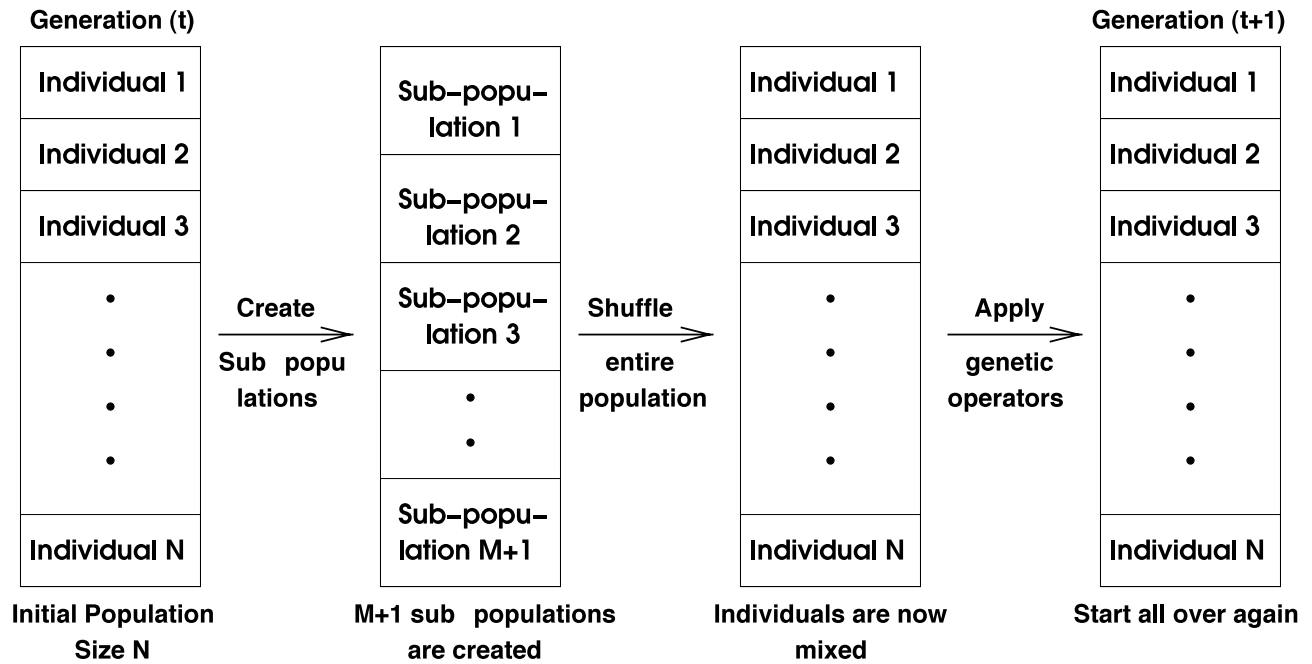 Generation (t)
Individual 1
Individual 2
Individual 3
Individual N
Initial Population
Size N
Create
Sub popu
lations
Sub-popu-
lation 1
Sub-popu-
lation 2
Sub-popu-
lation 3
Sub-popu-
lation M+1
M+1 sub populations
are created
Shuffle
entire
population
Individual 1
Individual 2
Individual 3
Individual N
Individuals are now
mixed
Apply
genetic
operators
Generation (t+1)
Individual 1
Individual 2
Individual 3
Individual N
Start all over again